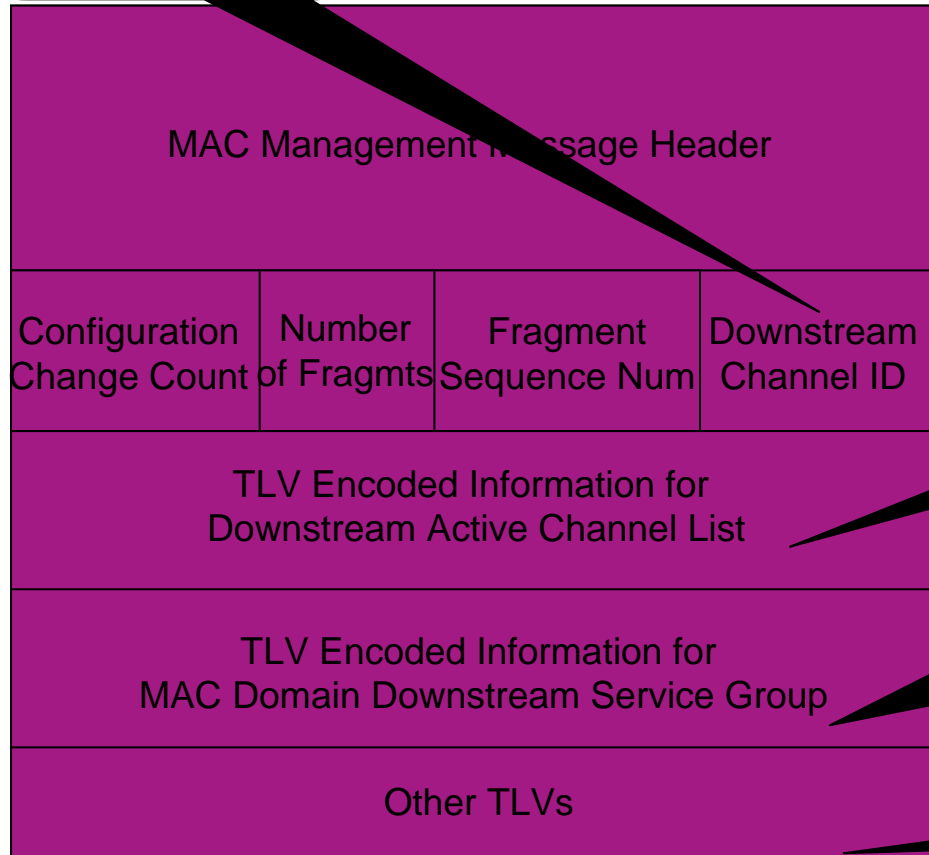 MAC Management Message Header
Configuration
Change Count
Number
of Fragmts
Fragment
Sequence Num
Downstream
Channel ID
TLV Encoded Information for
Downstream Active Channel List
TLV Encoded Information for
MAC Domain Downstream Service Group
Other TLVs